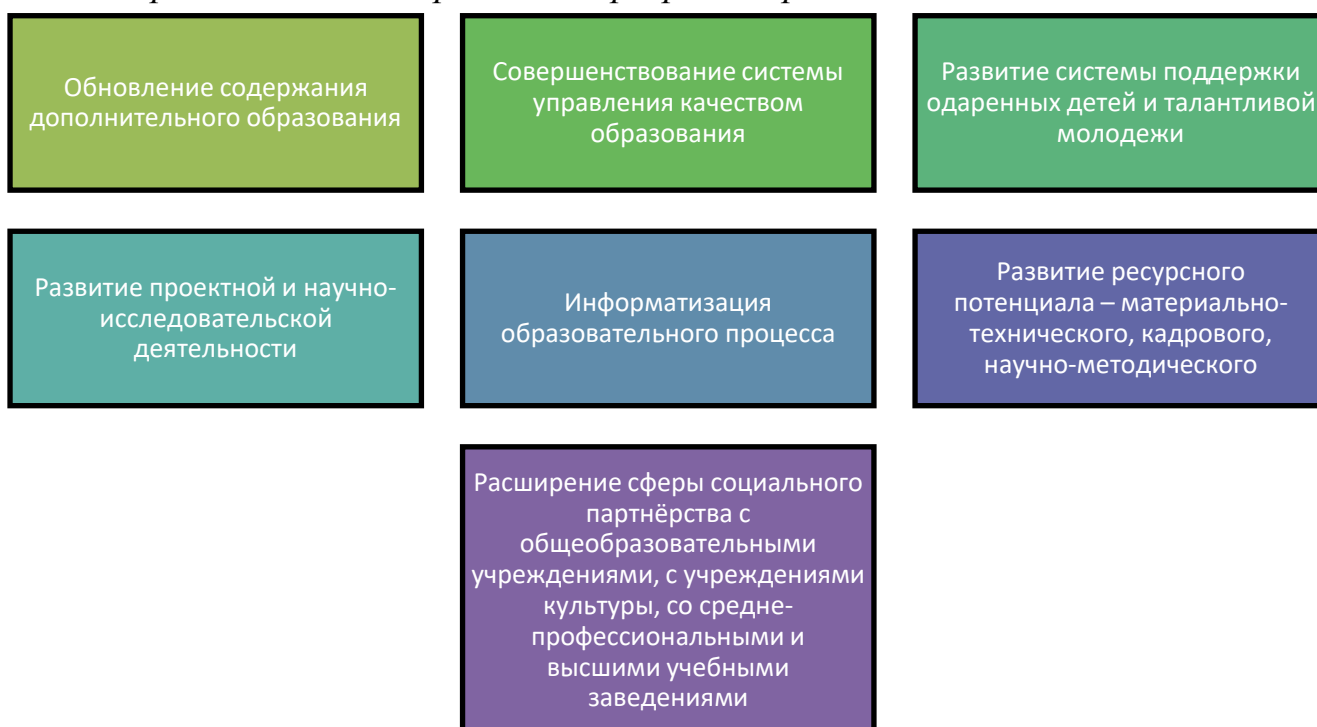 Обновление содержания
дополнительного образования
Совершенствование системы
управления качеством
образования
Развитие системы поддержки
одаренных детей и талантливой
молодежи
Развитие проектной и научно-
исследовательской
деятельности
Информатизация
образовательного процесса
Развитие ресурсного
потенциала – материально-
технического, кадрового,
научно-методического
Расширение сферы социального
партнёрства с
общеобразовательными
учреждениями, с учреждениями
культуры, со средне-
профессиональными и
высшими учебными
заведениями